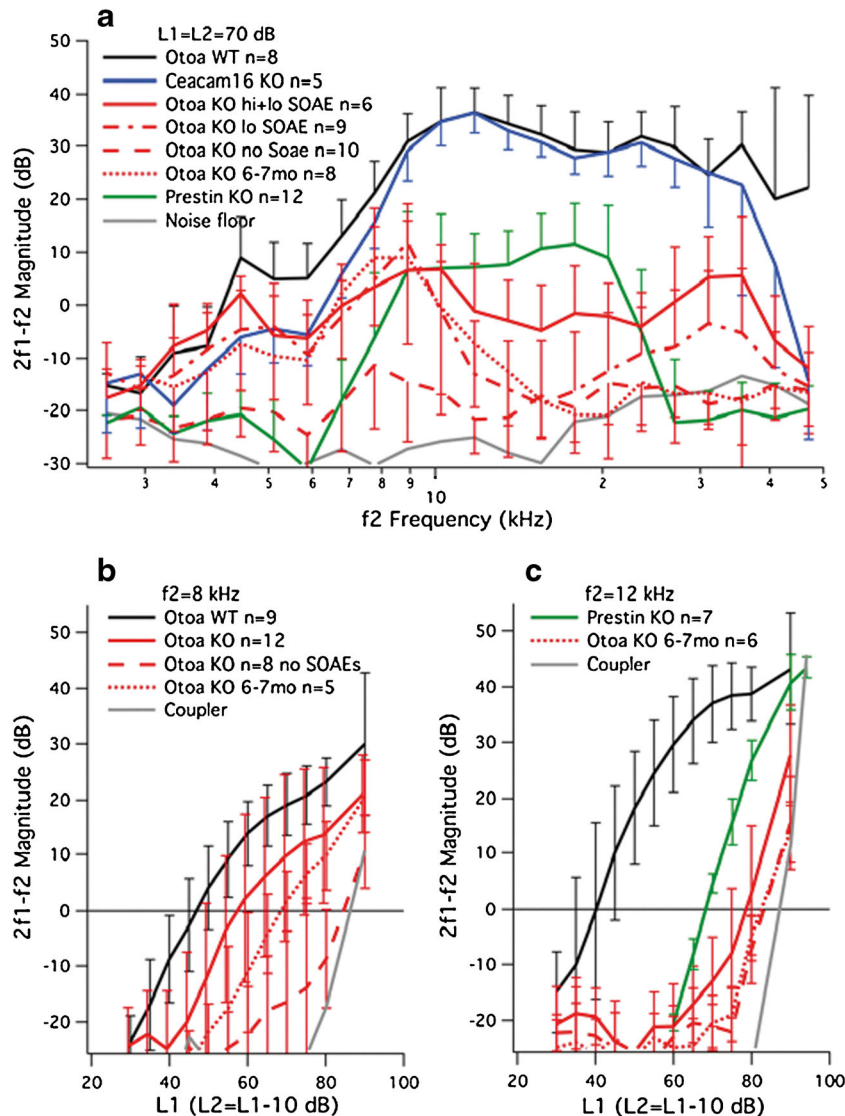 a
L1=L2=70 dB
Otoa WT n=8
Ceacam16 KO n=5
Otoa KO hi+lo SOAE n=6
Otoa KO lo SOAE n=9
Otoa KO no Soae n=10
Otoa KO 6-7mo n=8
Prestin KO n=12
Noise floor
2f1-f2 Magnitude (dB)
50
40
30
20
10
0
-10
-20
-30
3 4 5 6 7 8 9 10 2 3 4 5
f2 Frequency (kHz)
b
f2=8 kHz
Otoa WT n=9
Otoa KO n=12
Otoa KO n=8 no SOAEs
Otoa KO 6-7mo n=5
Coupler
2f1-f2 Magnitude (dB)
50
40
30
20
10
0
-10
-20
20 40 60 80 100
L1 (L2=L1-10 dB)
c
f2=12 kHz
Prestin KO n=7
Otoa KO 6-7mo n=6
Coupler
2f1-f2 Magnitude (dB)
50
40
30
20
10
0
-10
-20
20 40 60 80 100
L1 (L2=L1-10 dB)